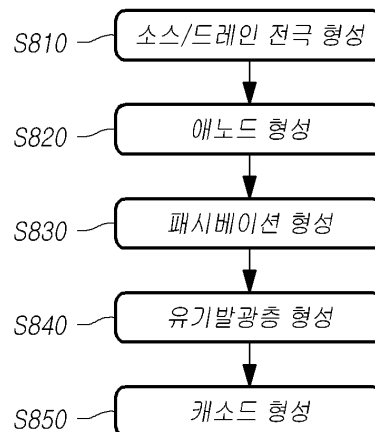 S810 소스/드레인 전극 형성
S820 애노드 형성
S830 패시베이션 형성
S840 유기발광층 형성
S850 캐소드 형성